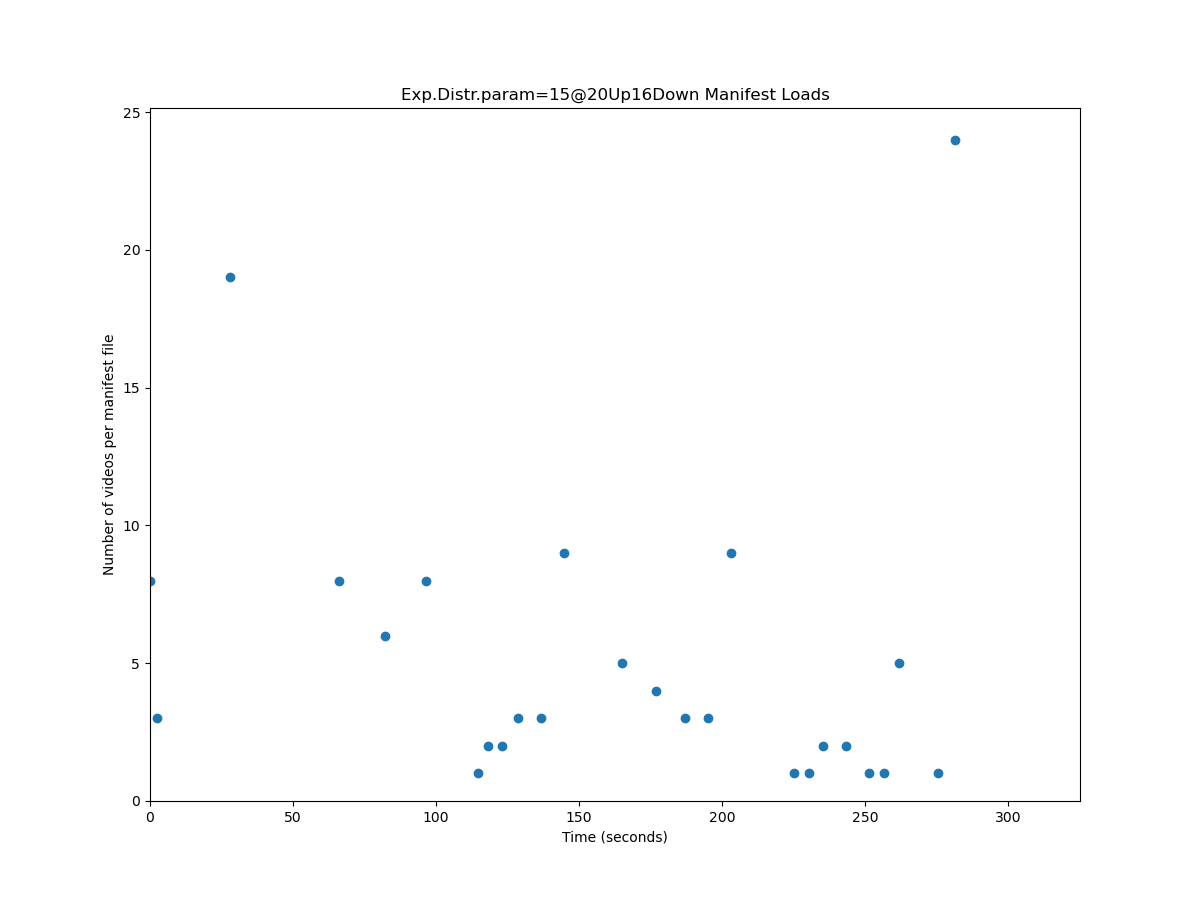 Exp.Distr.param=15@20Up16Down Manifest Loads
25
20
15
10
5
0
Number of videos per manifest file
0 50 100 150 200 250 300
Time (seconds)